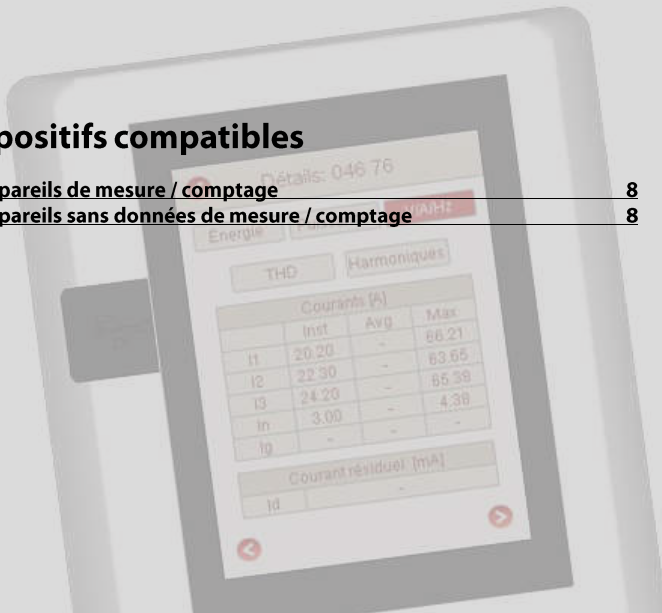 positifs compatibles
pareils de mesure / comptage 8
pareils sans données de mesure / comptage 8
Détails: 046 76
Energie V/A/Hz
THD Harmoniques
Courants [A]
Inst Avg Max
I1 20.20 - 66.21
I2 22.30 - 63.65
I3 24.20 - 65.38
In 3.00 - 4.38
Ig - - -
Courant résiduel [mA]
Id -